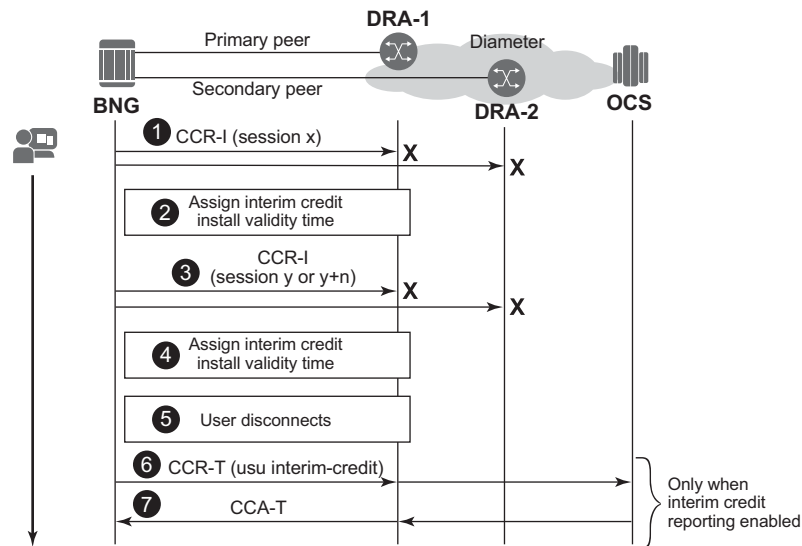 DRA-1
Primary peer
Diameter
Secondary peer
BNG
DRA-2
OCS
1 CCR-I (session x)
X
X
2 Assign interim credit
install validity time
CCR-I
3 (session y or y+n)
X
X
4 Assign interim credit
install validity time
5 User disconnects
6 CCR-T (usu interim-credit)
7 CCA-T
Only when
interim credit
reporting enabled